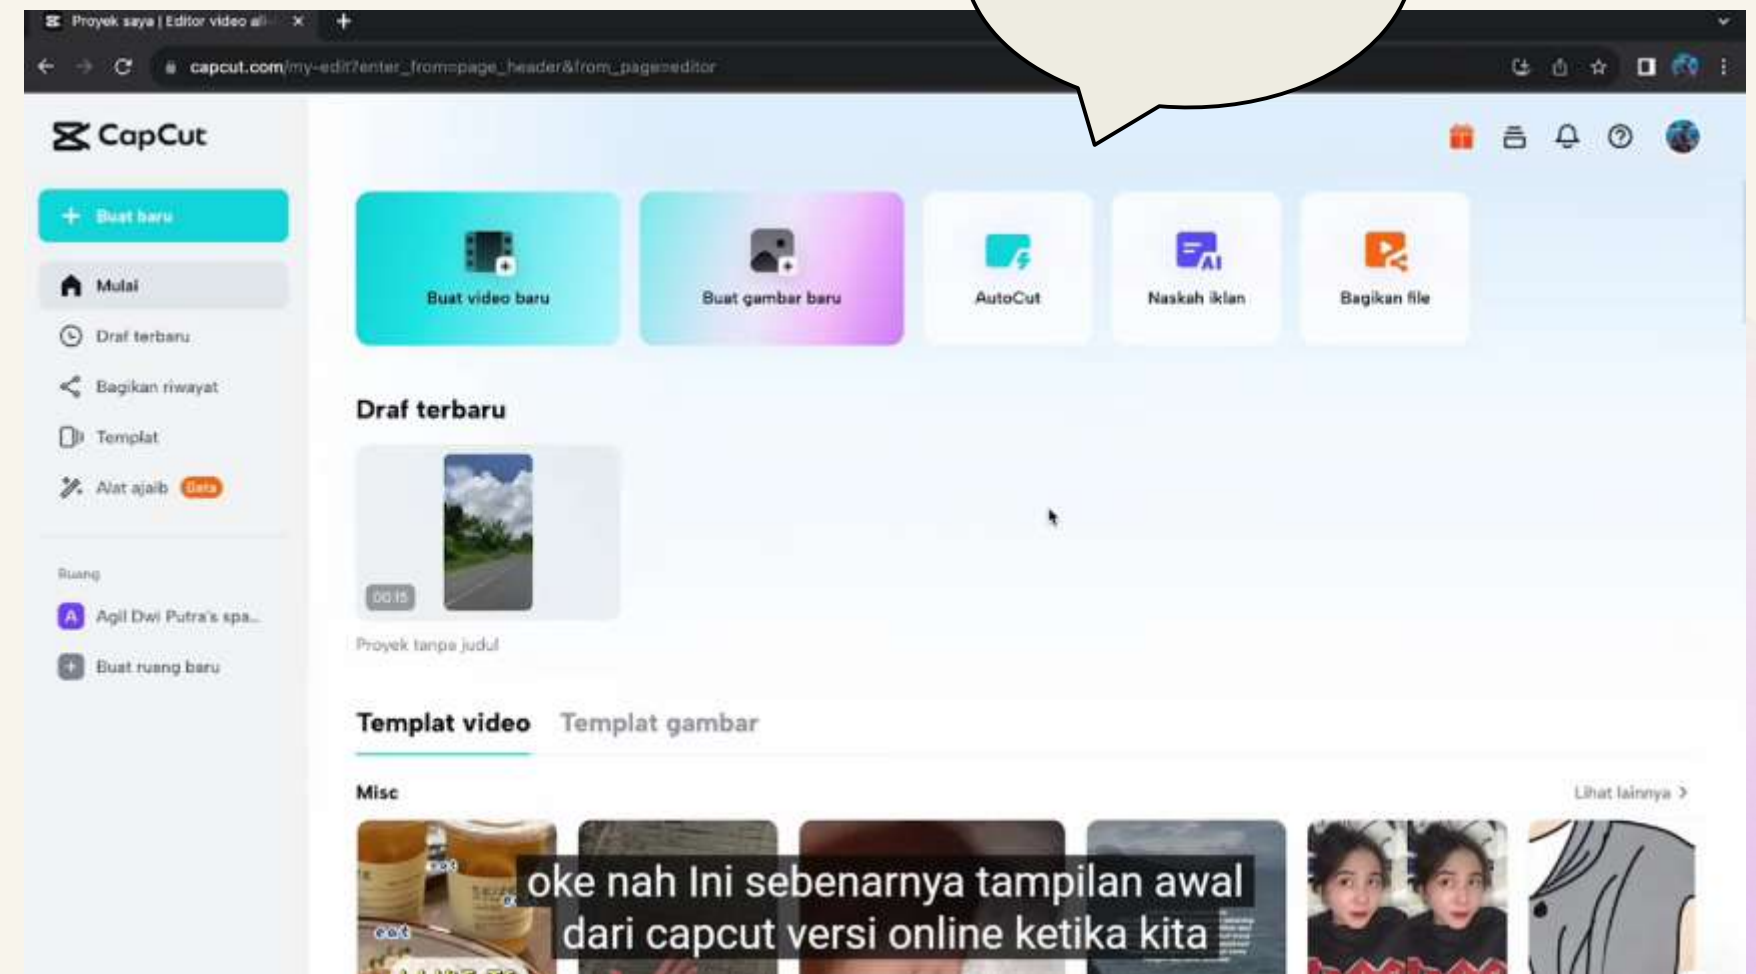 Proyek saya | Editor video all-
capcut.com/my-edit?enter_from=page_header&from_page=editor
CapCut
Buat baru
Mulai
Draf terbaru
Bagikan riwayat
Templat
Alat ajaib Beta
Ruang
A Agil Dwi Putra's spa...
Buat ruang baru
Buat video baru
Buat gambar baru
AutoCut
AI
Naskah iklan
Bagikan file
Draf terbaru
00:15
Proyek tanpa judul
Templat video Templat gambar
Misc
Lihat lainnya
eat
eat
oke nah Ini sebenarnya tampilan awal
dari capcut versi online ketika kita